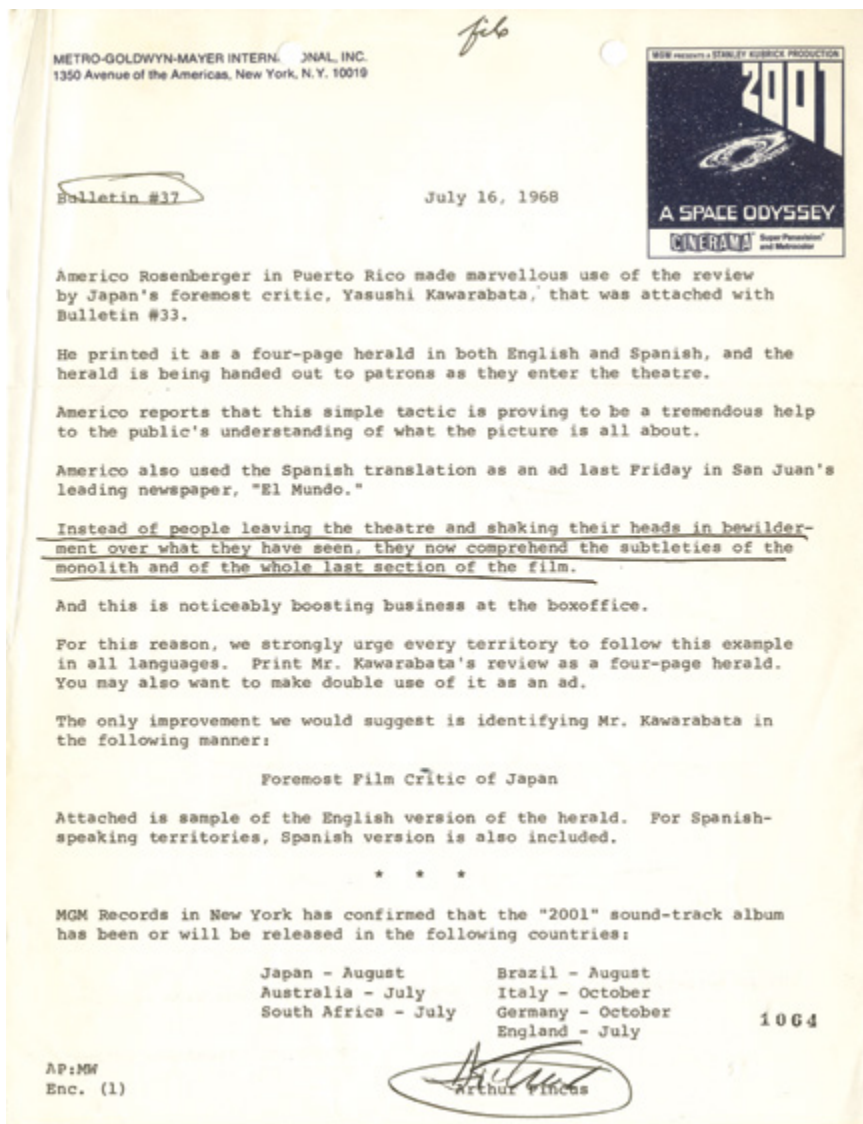 file
METRO-GOLDWYN-MAYER INTERN ONAL, INC.
1350 Avenue of the Americas, New York, N.Y. 10019
MGM PRESENTS A STANLEY KUBRICK PRODUCTION
2001
A SPACE ODYSSEY
CINERAMA Super Panavision and Metrocolor
Bulletin #37
July 16, 1968
Americo Rosenberger in Puerto Rico made marvellous use of the review
by Japan's foremost critic, Yasushi Kawarabata, that was attached with
Bulletin #33.
He printed it as a four-page herald in both English and Spanish, and the
herald is being handed out to patrons as they enter the theatre.
Americo reports that this simple tactic is proving to be a tremendous help
to the public's understanding of what the picture is all about.
Americo also used the Spanish translation as an ad last Friday in San Juan's
leading newspaper, "El Mundo."
Instead of people leaving the theatre and shaking their heads in bewilder-
ment over what they have seen, they now comprehend the subtleties of the
monolith and of the whole last section of the film.
And this is noticeably boosting business at the boxoffice.
For this reason, we strongly urge every territory to follow this example
in all languages. Print Mr. Kawarabata's review as a four-page herald.
You may also want to make double use of it as an ad.
The only improvement we would suggest is identifying Mr. Kawarabata in
the following manner:
Foremost Film Critic of Japan
Attached is sample of the English version of the herald. For Spanish-
speaking territories, Spanish version is also included.
* * *
MGM Records in New York has confirmed that the "2001" sound-track album
has been or will be released in the following countries:
Japan - August Brazil - August
Australia - July Italy - October
South Africa - July Germany - October
England - July
1064
AP:MW
Enc. (1)
Arthur Pincus